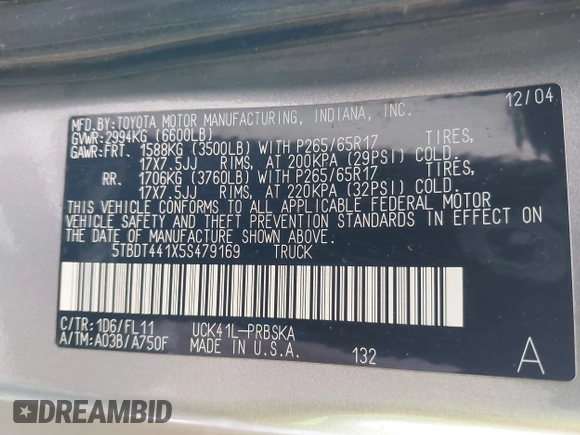 MFD.BY:TOYOTA MOTOR MANUFACTURING, INDIANA, INC. 12/04
GVWR:2994KG (6600LB)
GAWR:FRT. 1588KG (3500LB) WITH P265/65R17 TIRES,
17X7.5JJ RIMS, AT 200KPA (29PSI) COLD.
RR. 1706KG (3760LB) WITH P265/65R17 TIRES,
17X7.5JJ RIMS, AT 220KPA (32PSI) COLD.
THIS VEHICLE CONFORMS TO ALL APPLICABLE FEDERAL MOTOR
VEHICLE SAFETY AND THEFT PREVENTION STANDARDS IN EFFECT ON
THE DATE OF MANUFACTURE SHOWN ABOVE.
5TBDT441X5S479169 TRUCK
C/TR: 1D6/FL11 UCK41L-PRBSKA
A/TM: A03B/A750F MADE IN U.S.A. 132 A
DREAMBID